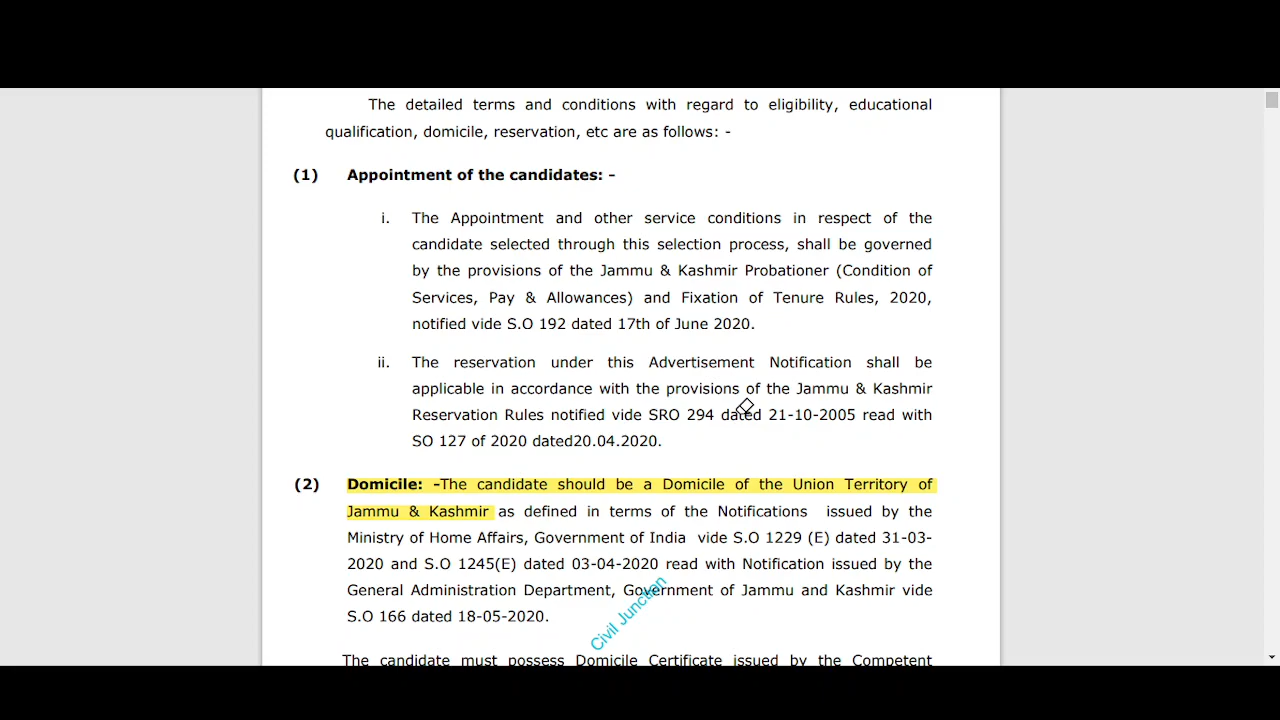 The detailed terms and conditions with regard to eligibility, educational
qualification, domicile, reservation, etc are as follows: -
(1) Appointment of the candidates: -
i. The Appointment and other service conditions in respect of the
candidate selected through this selection process, shall be governed
by the provisions of the Jammu & Kashmir Probationer (Condition of
Services, Pay & Allowances) and Fixation of Tenure Rules, 2020,
notified vide S.O 192 dated 17th of June 2020.
ii. The reservation under this Advertisement Notification shall be
applicable in accordance with the provisions of the Jammu & Kashmir
Reservation Rules notified vide SRO 294 dated 21-10-2005 read with
SO 127 of 2020 dated20.04.2020.
(2) Domicile: -The candidate should be a Domicile of the Union Territory of
Jammu & Kashmir as defined in terms of the Notifications issued by the
Ministry of Home Affairs, Government of India vide S.O 1229 (E) dated 31-03-
2020 and S.O 1245(E) dated 03-04-2020 read with Notification issued by the
General Administration Department, Government of Jammu and Kashmir vide
S.O 166 dated 18-05-2020.
Civil Junction
The candidate must possess Domicile Certificate issued by the Competent